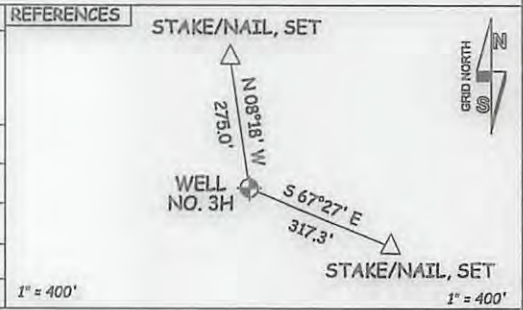 REFERENCES
STAKE/NAIL, SET
N
GRID NORTH
S
N 08°18' W
275.0'
WELL
NO. 3H
S 67°27' E
317.3'
STAKE/NAIL, SET
1" = 400'
1" = 400'